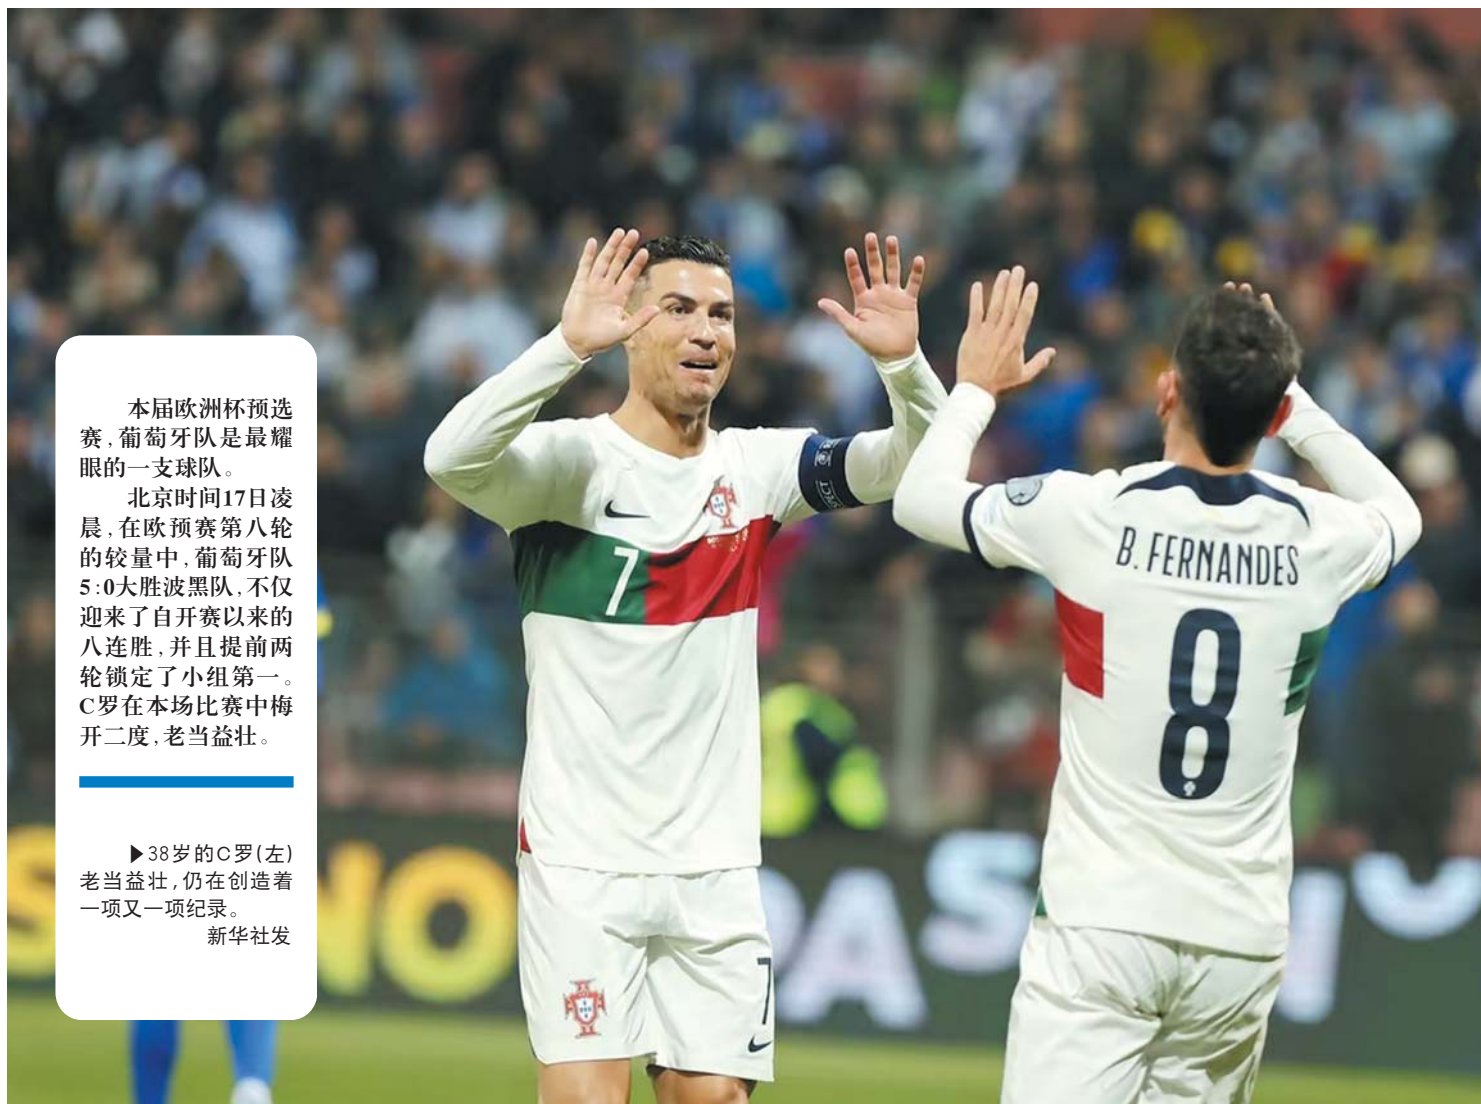 本届欧洲杯预选
赛,葡萄牙队是最耀
眼的一支球队。
北京时间17日凌
晨,在欧预赛第八轮
的较量中,葡萄牙队
5:0大胜波黑队,不仅
迎来了自开赛以来的
八连胜,并且提前两
轮锁定了小组第一。
C罗在本场比赛中梅
开二度,老当益壮。
▶38岁的C罗(左)
老当益壮,仍在创造着
一项又一项纪录。
新华社发
7
B. FERNANDES
8
7
NO